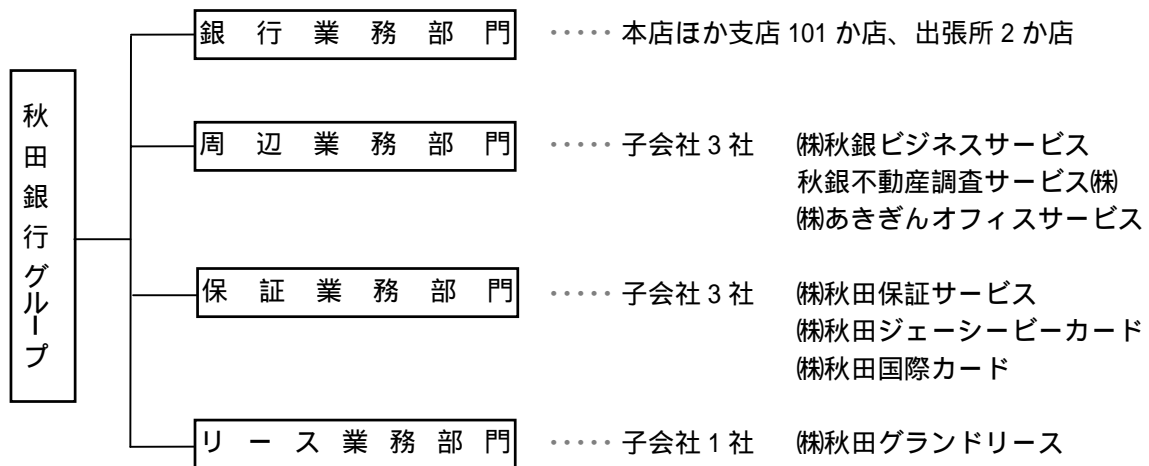 秋田銀行グループ
銀行業務部門 ····· 本店ほか支店 101 か店、出張所 2 か店
周辺業務部門 ····· 子会社 3 社 ㈱秋銀ビジネスサービス
秋銀不動産調査サービス㈱
㈱あきぎんオフィスサービス
保証業務部門 ····· 子会社 3 社 ㈱秋田保証サービス
㈱秋田ジェーシービーカード
㈱秋田国際カード
リース業務部門 ····· 子会社 1 社 ㈱秋田グランドリース